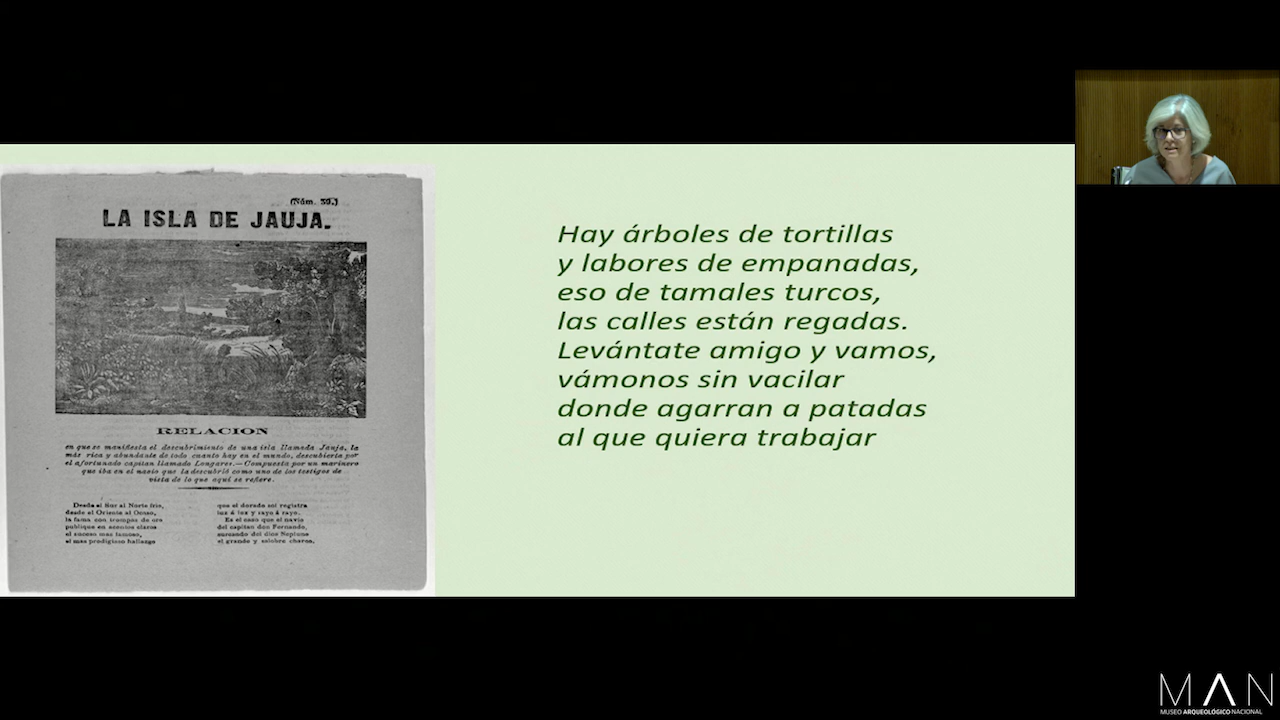 (Núm. 39.)
LA ISLA DE JAUJA.
RELACION
en que se manifiesta el descubrimiento de una isla llamada Jauja, la
más rica y abundante de todo cuanto hay en el mundo, descubierta por
el afortunado capitan llamado Longares.—Compuesta por un marinero
que iba en el navío que la descubrió como uno de los testigos de
vista de lo que aquí se refiere.
Desde el Sur al Norte frio,
desde el Oriente al Ocaso,
la fama con trompas de oro
publique en acentos claros
el suceso mas famoso,
el mas prodigioso hallazgo
que el dorado sol registra
luz á luz y rayo á rayo.
Es el caso que el navío
del capitan don Fernando,
surcando del dios Neptuno
el grande y salobre charco,
Hay árboles de tortillas
y labores de empanadas,
eso de tamales turcos,
las calles están regadas.
Levántate amigo y vamos,
vámonos sin vacilar
donde agarran a patadas
al que quiera trabajar
MAN
MUSEO ARQUEOLÓGICO NACIONAL